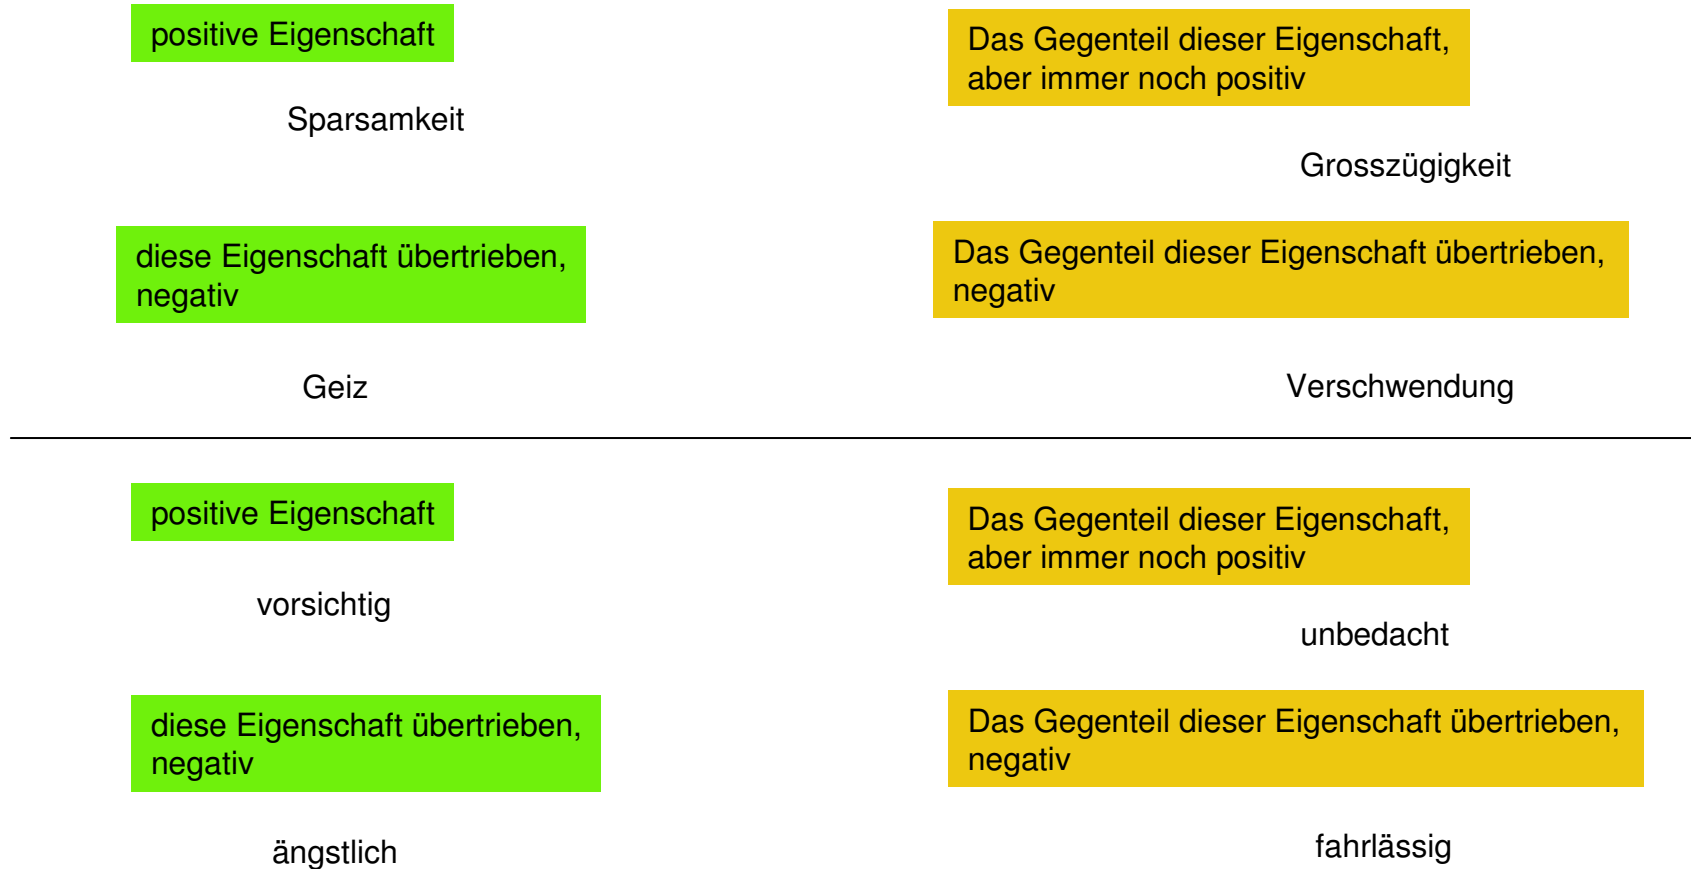 positive Eigenschaft
Das Gegenteil dieser Eigenschaft,
aber immer noch positiv
Sparsamkeit
Grosszügigkeit
diese Eigenschaft übertrieben,
negativ
Das Gegenteil dieser Eigenschaft übertrieben,
negativ
Geiz
Verschwendung
positive Eigenschaft
Das Gegenteil dieser Eigenschaft,
aber immer noch positiv
vorsichtig
unbedacht
diese Eigenschaft übertrieben,
negativ
Das Gegenteil dieser Eigenschaft übertrieben,
negativ
ängstlich
fahrlässig